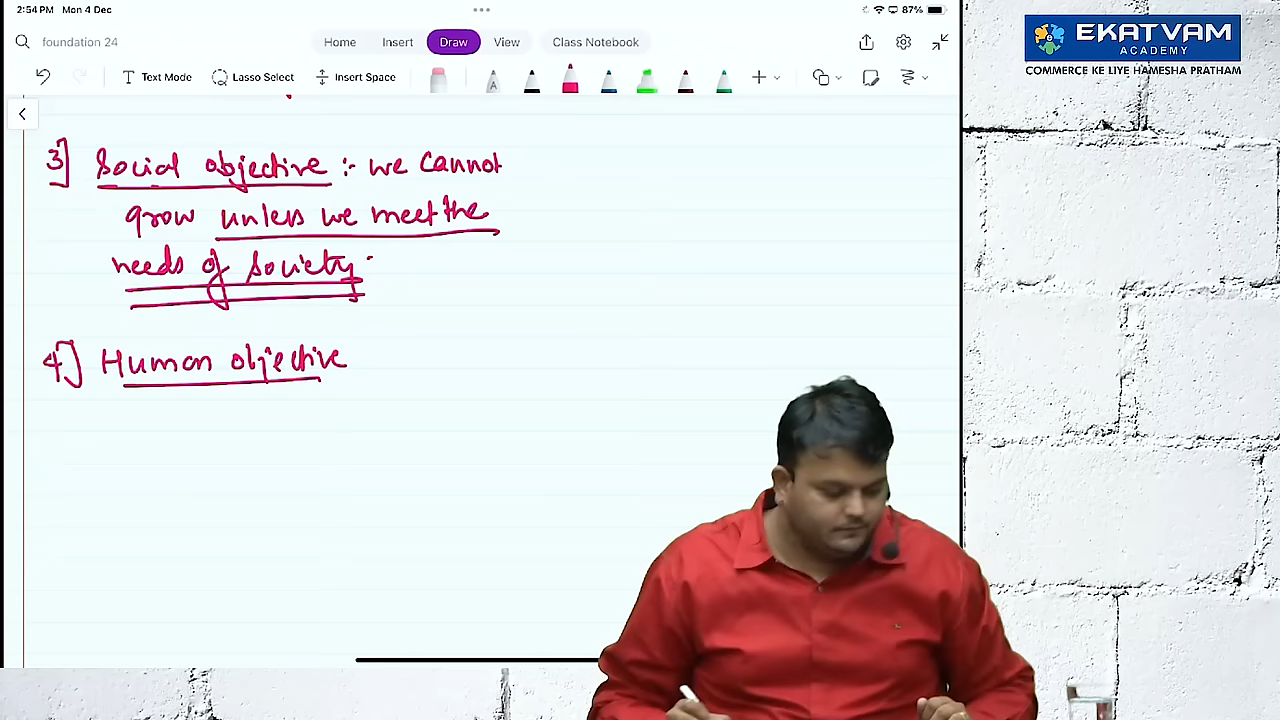 2:54 PM Mon 4 Dec
87%
foundation 24
Home Insert Draw View Class Notebook
Text Mode Lasso Select Insert Space
EKATVAM
ACADEMY
COMMERCE KE LIYE HAMESHA PRATHAM
3] Social objective :- we cannot
grow unless we meet the
needs of society.
4] Human objective